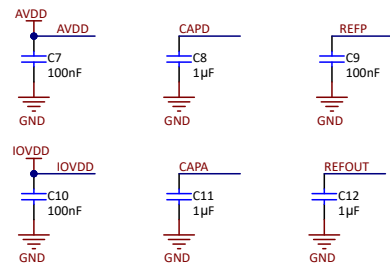 AVDD
AVDD
CAPD
REFP
C7
100nF
C8
1µF
C9
100nF
GND
GND
GND
IOVDD
IOVDD
CAPA
REFOUT
C10
100nF
C11
1µF
C12
1µF
GND
GND
GND